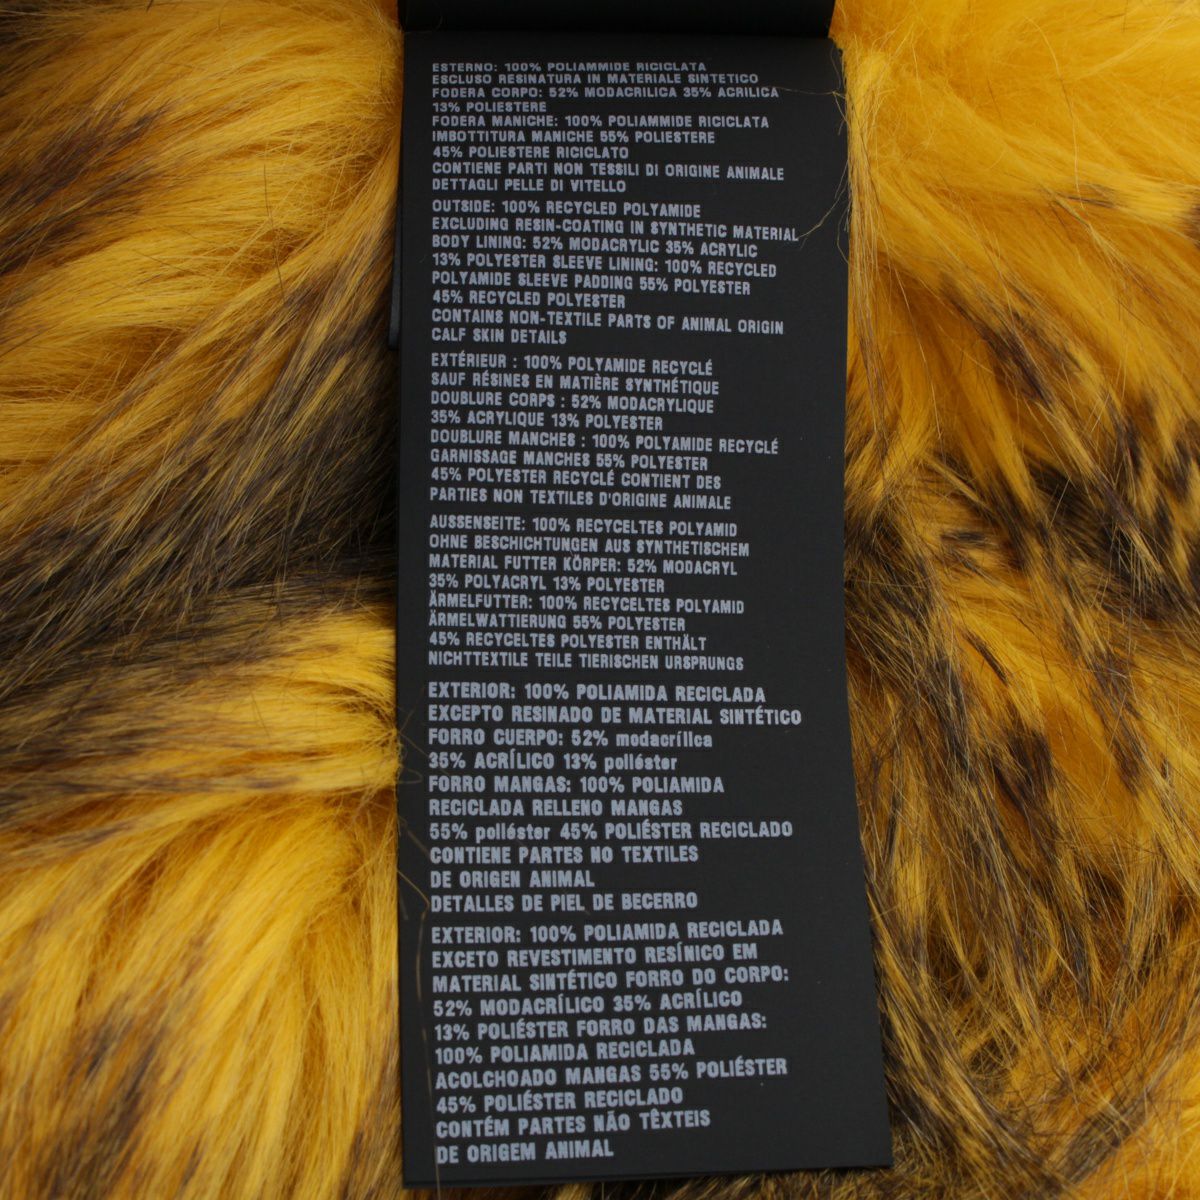 ESTERNO: 100% POLIAMMIDE RICICLATA
ESCLUSO RESINATURA IN MATERIALE SINTETICO
FODERA CORPO: 52% MODACRILICA 35% ACRILICA
13% POLIESTERE
FODERA MANICHE: 100% POLIAMMIDE RICICLATA
IMBOTTITURA MANICHE 55% POLIESTERE
45% POLIESTERE RICICLATO
CONTIENE PARTI NON TESSILI DI ORIGINE ANIMALE
DETTAGLI PELLE DI VITELLO
OUTSIDE: 100% RECYCLED POLYAMIDE
EXCLUDING RESIN-COATING IN SYNTHETIC MATERIAL
BODY LINING: 52% MODACRYLIC 35% ACRYLIC
13% POLYESTER SLEEVE LINING: 100% RECYCLED
POLYAMIDE SLEEVE PADDING 55% POLYESTER
45% RECYCLED POLYESTER
CONTAINS NON-TEXTILE PARTS OF ANIMAL ORIGIN
CALF SKIN DETAILS
EXTÉRIEUR : 100% POLYAMIDE RECYCLÉ
SAUF RÉSINES EN MATIÈRE SYNTHÉTIQUE
DOUBLURE CORPS : 52% MODACRYLIQUE
35% ACRYLIQUE 13% POLYESTER
DOUBLURE MANCHES : 100% POLYAMIDE RECYCLÉ
GARNISSAGE MANCHES 55% POLYESTER
45% POLYESTER RECYCLÉ CONTIENT DES
PARTIES NON TEXTILES D'ORIGINE ANIMALE
AUSSENSEITE: 100% RECYCELTES POLYAMID
OHNE BESCHICHTUNGEN AUS SYNTHETISCHEM
MATERIAL FUTTER KÖRPER: 52% MODACRYL
35% POLYACRYL 13% POLYESTER
ÄRMELFUTTER: 100% RECYCELTES POLYAMID
ÄRMELWATTIERUNG 55% POLYESTER
45% RECYCELTES POLYESTER ENTHÄLT
NICHTTEXTILE TEILE TIERISCHEN URSPRUNGS
EXTERIOR: 100% POLIAMIDA RECICLADA
EXCEPTO RESINADO DE MATERIAL SINTÉTICO
FORRO CUERPO: 52% modacrílica
35% ACRÍLICO 13% poliéster
FORRO MANGAS: 100% POLIAMIDA
RECICLADA RELLENO MANGAS
55% poliéster 45% POLIÉSTER RECICLADO
CONTIENE PARTES NO TEXTILES
DE ORIGEN ANIMAL
DETALLES DE PIEL DE BECERRO
EXTERIOR: 100% POLIAMIDA RECICLADA
EXCETO REVESTIMENTO RESÍNICO EM
MATERIAL SINTÉTICO FORRO DO CORPO:
52% MODACRÍLICO 35% ACRÍLICO
13% POLIÉSTER FORRO DAS MANGAS:
100% POLIAMIDA RECICLADA
ACOLCHOADO MANGAS 55% POLIÉSTER
45% POLIÉSTER RECICLADO
CONTÉM PARTES NÃO TÊXTEIS
DE ORIGEM ANIMAL